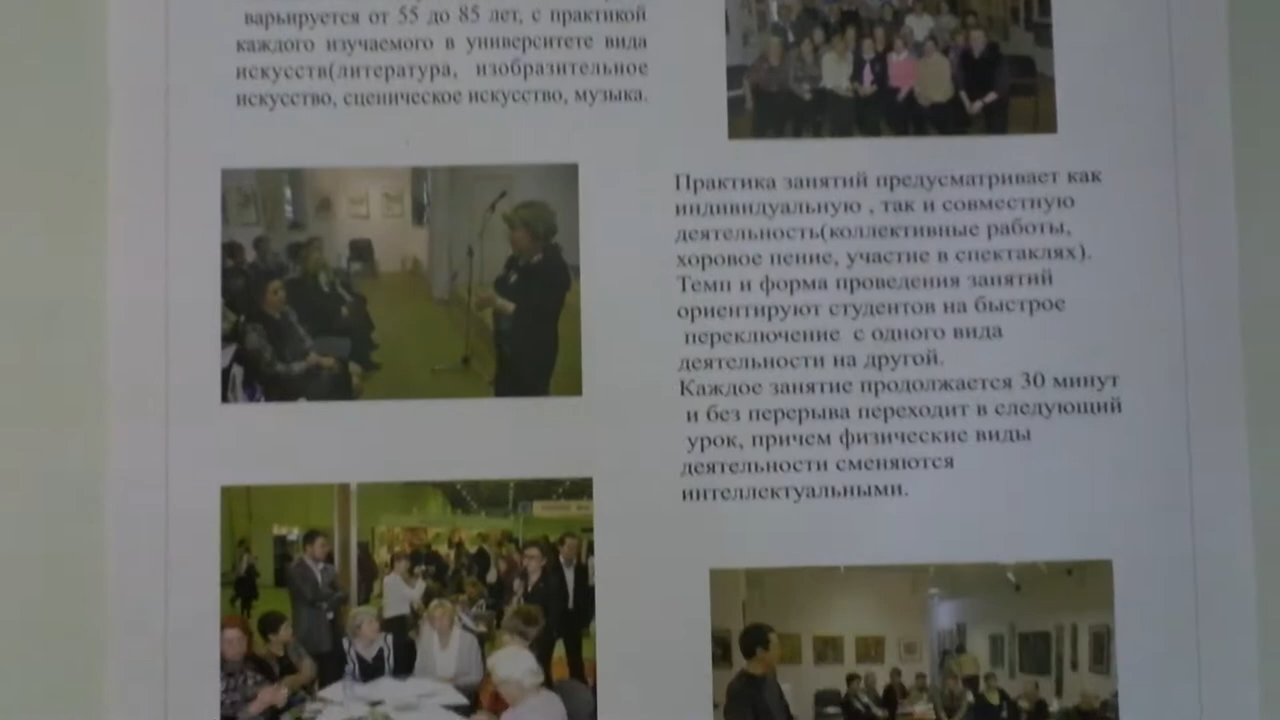 варьируется от 55 до 85 лет, с практикой
каждого изучаемого в университете вида
искусств(литература, изобразительное
искусство, сценическое искусство, музыка.
Практика занятий предусматривает как
индивидуальную , так и совместную
деятельность(коллективные работы,
хоровое пение, участие в спектаклях).
Темп и форма проведения занятий
ориентируют студентов на быстрое
переключение с одного вида
деятельности на другой.
Каждое занятие продолжается 30 минут
и без перерыва переходит в следующий
урок, причем физические виды
деятельности сменяются
интеллектуальными.